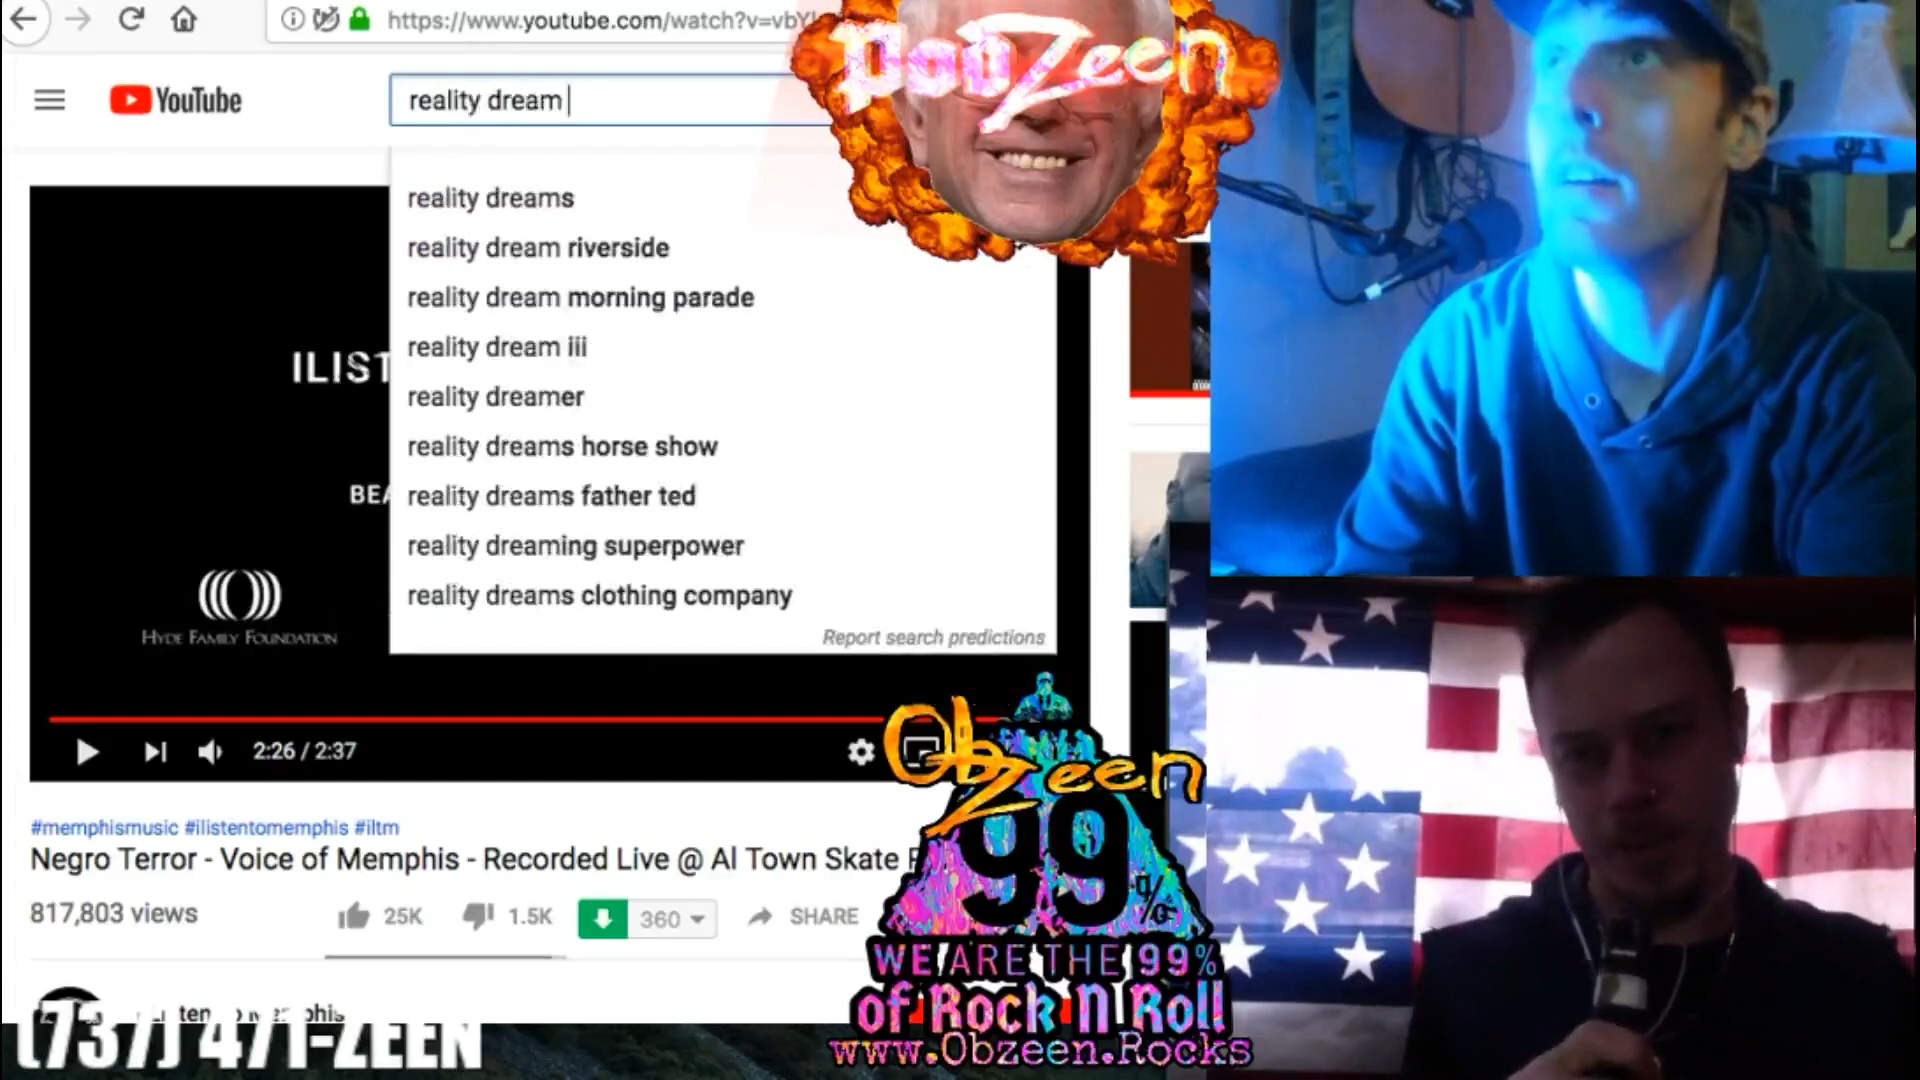 https://www.youtube.com/watch?v=vbY
YouTube
reality dream
PobZeen
reality dreams
reality dream riverside
reality dream morning parade
reality dream iii
reality dreamer
reality dreams horse show
reality dreams father ted
reality dreaming superpower
reality dreams clothing company
Report search predictions
ILIST
BEA
HYDE FAMILY FOUNDATION
2:26 / 2:37
#memphismusic #ilistentomemphis #iltm
Negro Terror - Voice of Memphis - Recorded Live @ Al Town Skate
817,803 views
25K
1.5K
360
SHARE
(737) 471-ZEEN
ObZeen
99%
WE ARE THE 99%
of Rock N Roll
www.Obzeen.Rocks